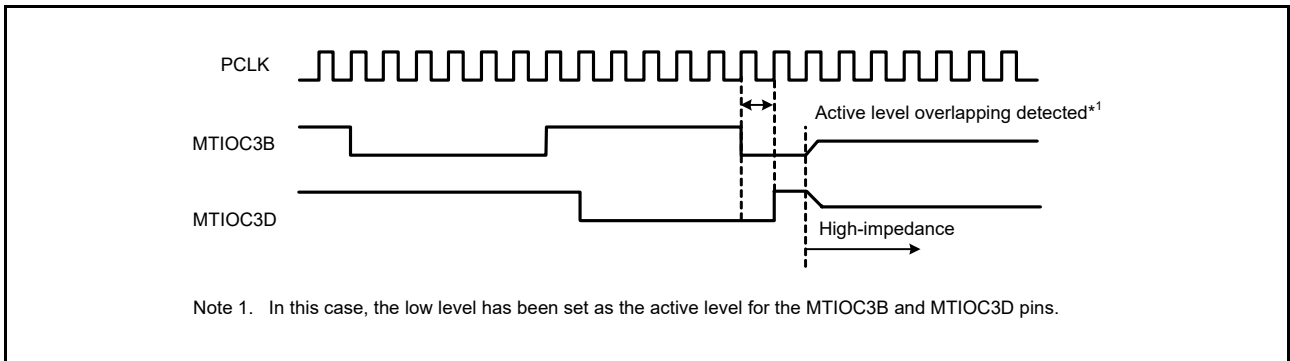 PCLK
Active level overlapping detected*1
MTIOC3B
MTIOC3D
High-impedance
Note 1. In this case, the low level has been set as the active level for the MTIOC3B and MTIOC3D pins.